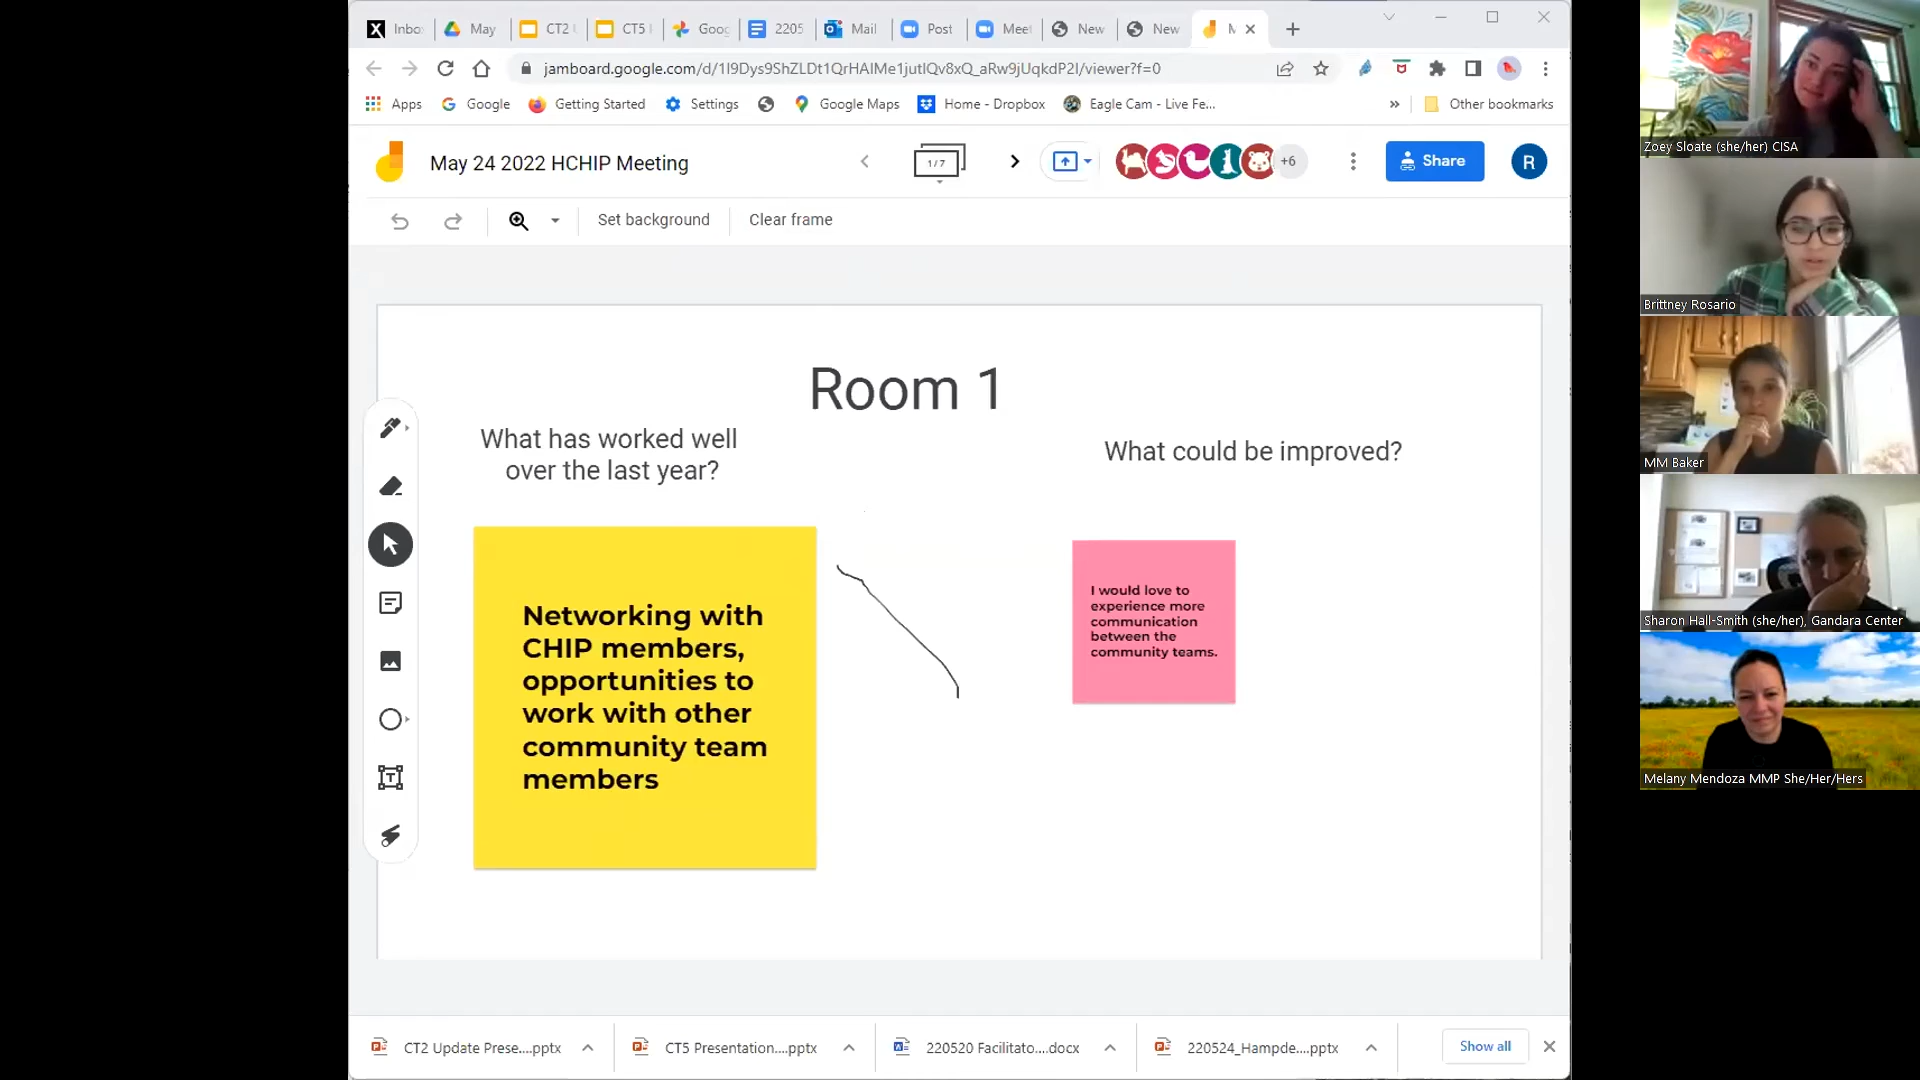 Inbo
May
CT2
CT5
Goog
2205
Mail
Post
Meet
New
New
jamboard.google.com/d/1I9Dys9ShZLDt1QrHAIMe1jutlQv8xQ_aRw9jUqkdP2I/viewer?f=0
Apps
Google
Getting Started
Settings
Google Maps
Home - Dropbox
Eagle Cam - Live Fe...
»
Other bookmarks
May 24 2022 HCHIP Meeting
1/7
+6
Share
R
Set background
Clear frame
Room 1
What has worked well
over the last year?
What could be improved?
Networking with
CHIP members,
opportunities to
work with other
community team
members
I would love to
experience more
communication
between the
community teams.
CT2 Update Prese....pptx
CT5 Presentation....pptx
220520 Facilitato....docx
220524_Hampde....pptx
Show all
Zoey Sloate (she/her) CISA
Brittney Rosario
MM Baker
Sharon Hall-Smith (she/her), Gandara Center
Melany Mendoza MMP She/Her/Hers